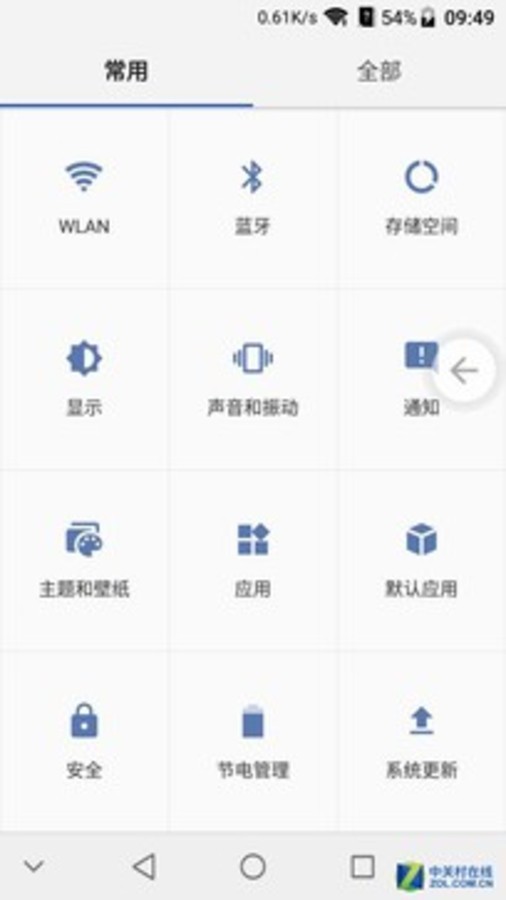 0.61K/s 54% 09:49
常用 全部
WLAN 蓝牙 存储空间
显示 声音和振动 通知
主题和壁纸 应用 默认应用
安全 节电管理 系统更新
中关村在线
ZOL.COM.CN